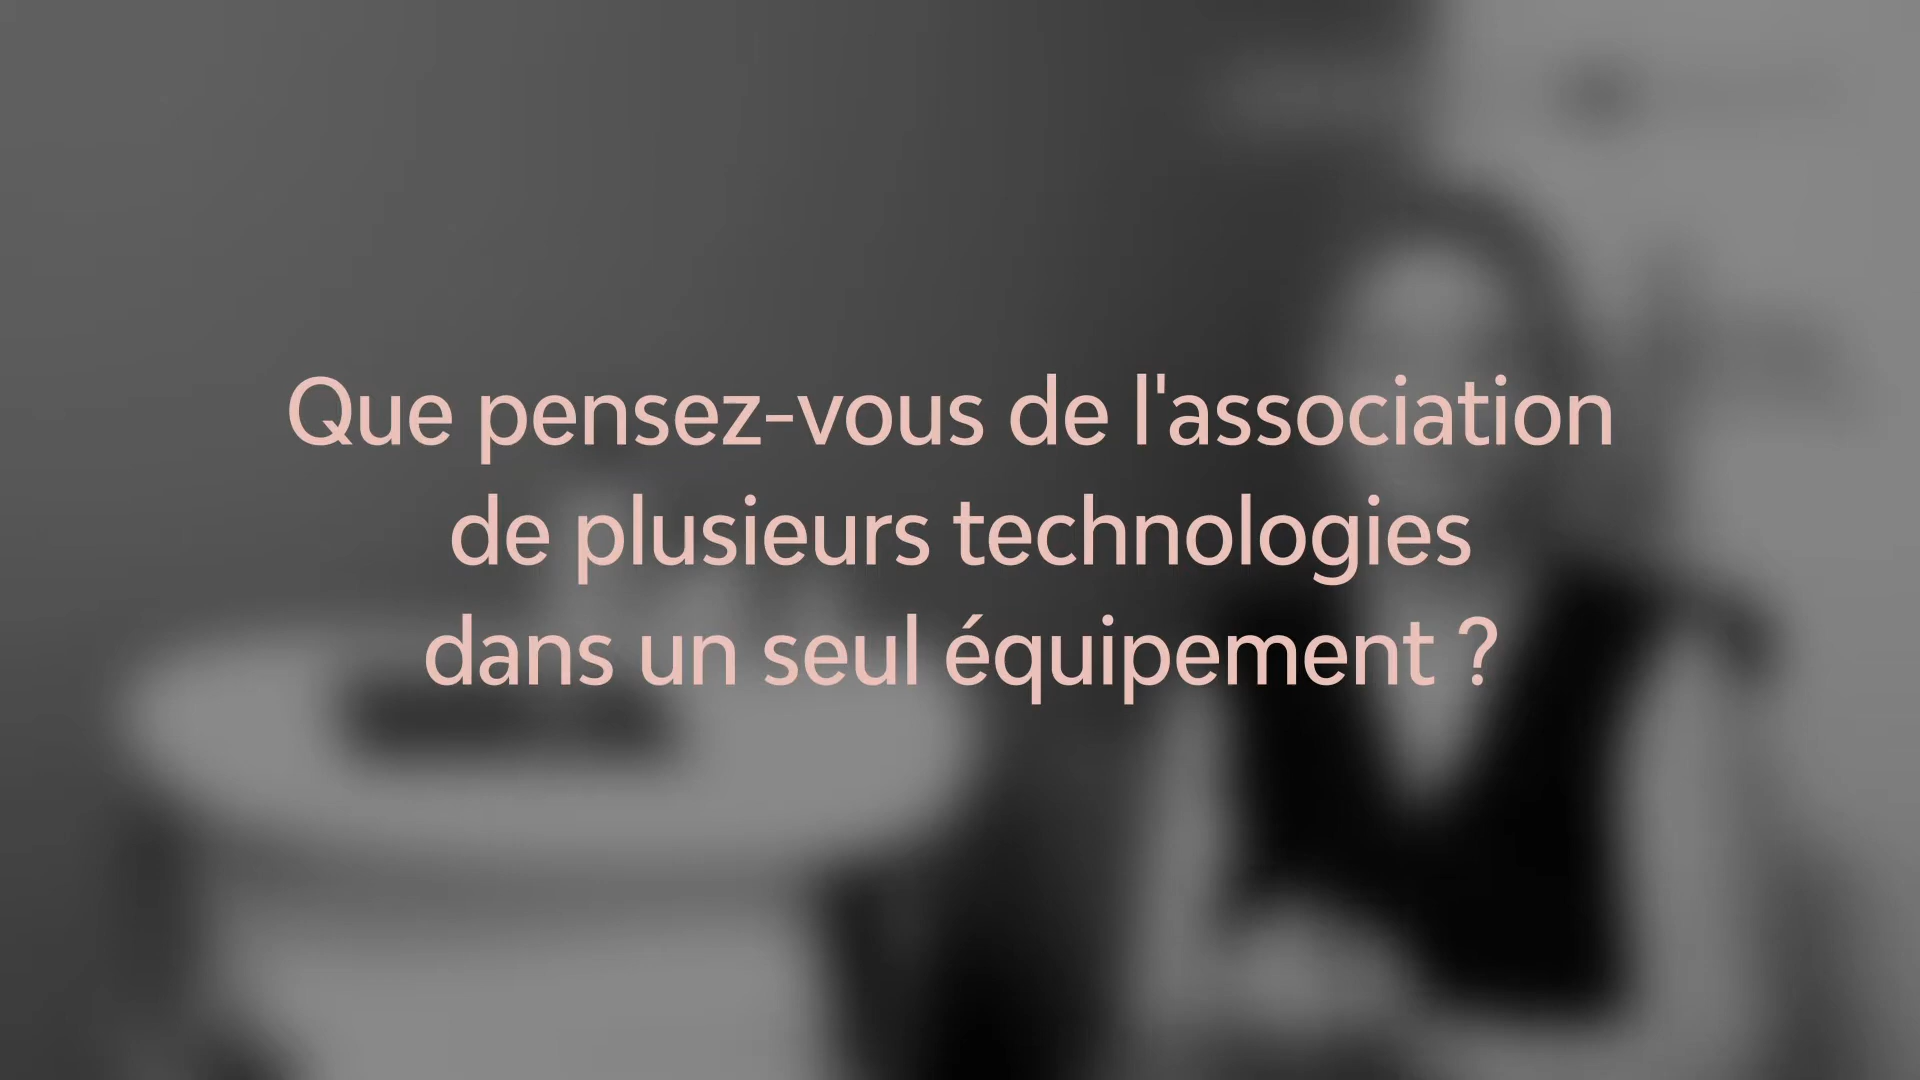 Que pensez-vous de l'association
de plusieurs technologies
dans un seul équipement ?